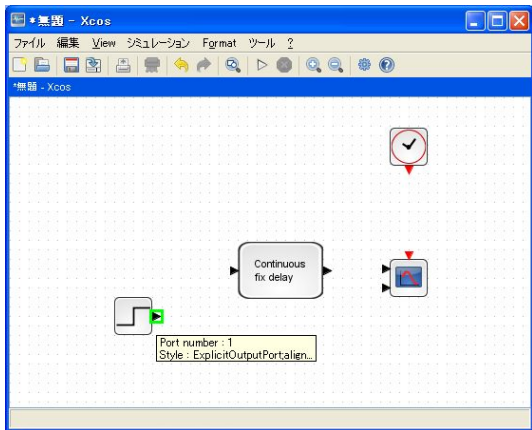 *無題 - Xcos
ファイル 編集 View シミュレーション Format ツール ?
*無題 - Xcos
Continuous
fix delay
Port number : 1
Style : ExplicitOutputPort;align...